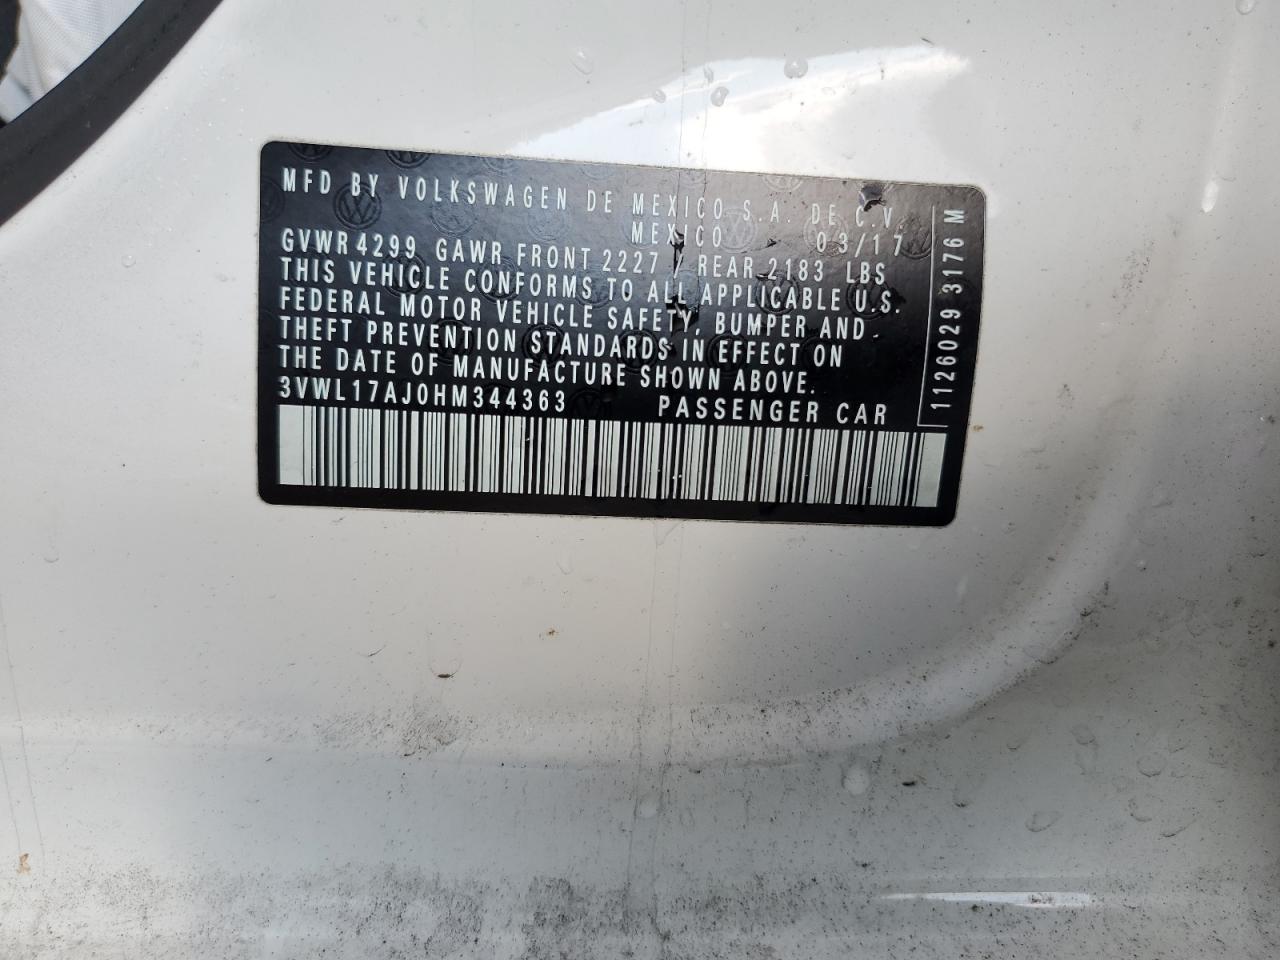 MFD BY VOLKSWAGEN DE MEXICO S.A. DE C.V.
MEXICO 03/17
GVWR 4299 GAWR FRONT 2227 / REAR 2183 LBS
THIS VEHICLE CONFORMS TO ALL APPLICABLE U.S.
FEDERAL MOTOR VEHICLE SAFETY, BUMPER AND
THEFT PREVENTION STANDARDS IN EFFECT ON
THE DATE OF MANUFACTURE SHOWN ABOVE.
3VWL17AJ0HM344363 PASSENGER CAR
1126029 3176 M